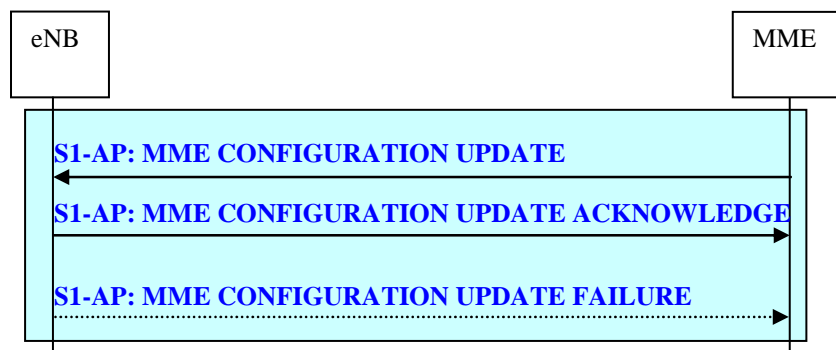 eNB
MME
S1-AP: MME CONFIGURATION UPDATE
S1-AP: MME CONFIGURATION UPDATE ACKNOWLEDGE
S1-AP: MME CONFIGURATION UPDATE FAILURE